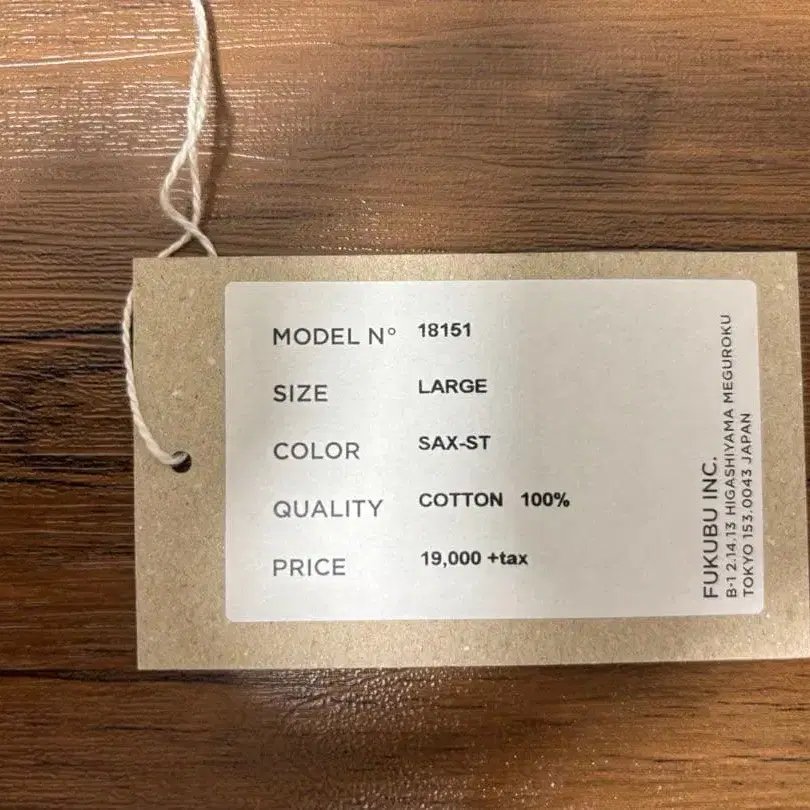 MODEL N° 18151
SIZE LARGE
COLOR SAX-ST
QUALITY COTTON 100%
PRICE 19,000 +tax
FUKUBU INC.
B-1 2.14.13 HIGASHIYAMA MEGUROKU
TOKYO 153.0043 JAPAN